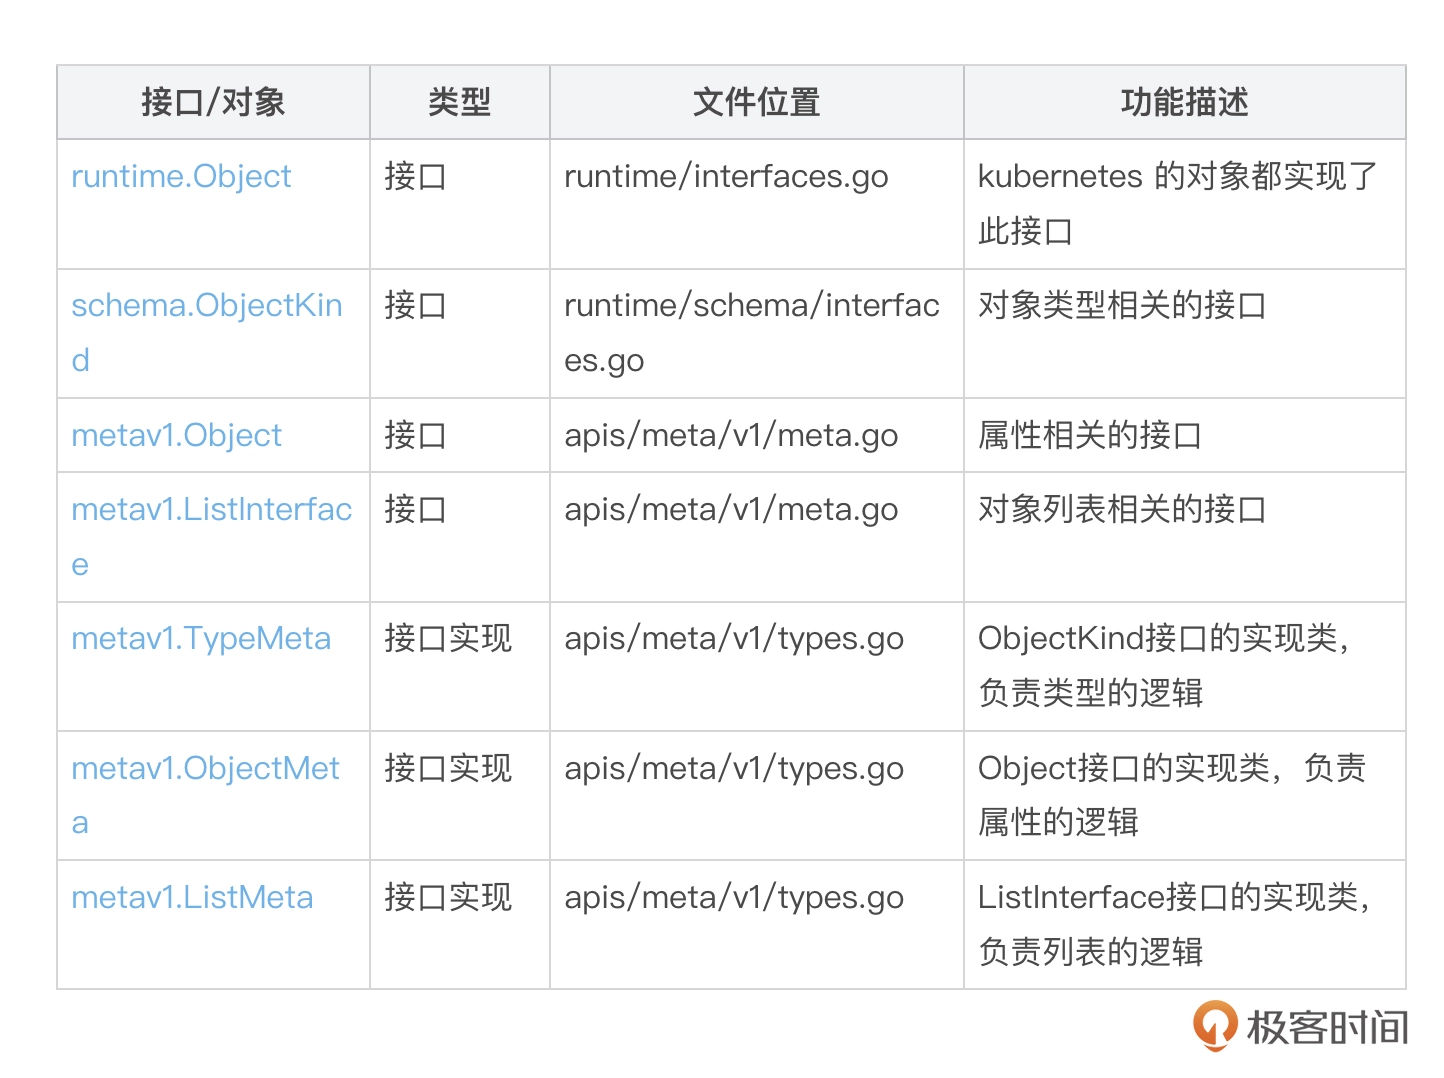 接口/对象 类型 文件位置 功能描述
runtime.Object 接口 runtime/interfaces.go kubernetes 的对象都实现了
此接口
schema.ObjectKin 接口 runtime/schema/interfac 对象类型相关的接口
d es.go
metav1.Object 接口 apis/meta/v1/meta.go 属性相关的接口
metav1.ListInterfac 接口 apis/meta/v1/meta.go 对象列表相关的接口
e
metav1.TypeMeta 接口实现 apis/meta/v1/types.go ObjectKind接口的实现类，
负责类型的逻辑
metav1.ObjectMet 接口实现 apis/meta/v1/types.go Object接口的实现类，负责
a 属性的逻辑
metav1.ListMeta 接口实现 apis/meta/v1/types.go ListInterface接口的实现类，
负责列表的逻辑
极客时间